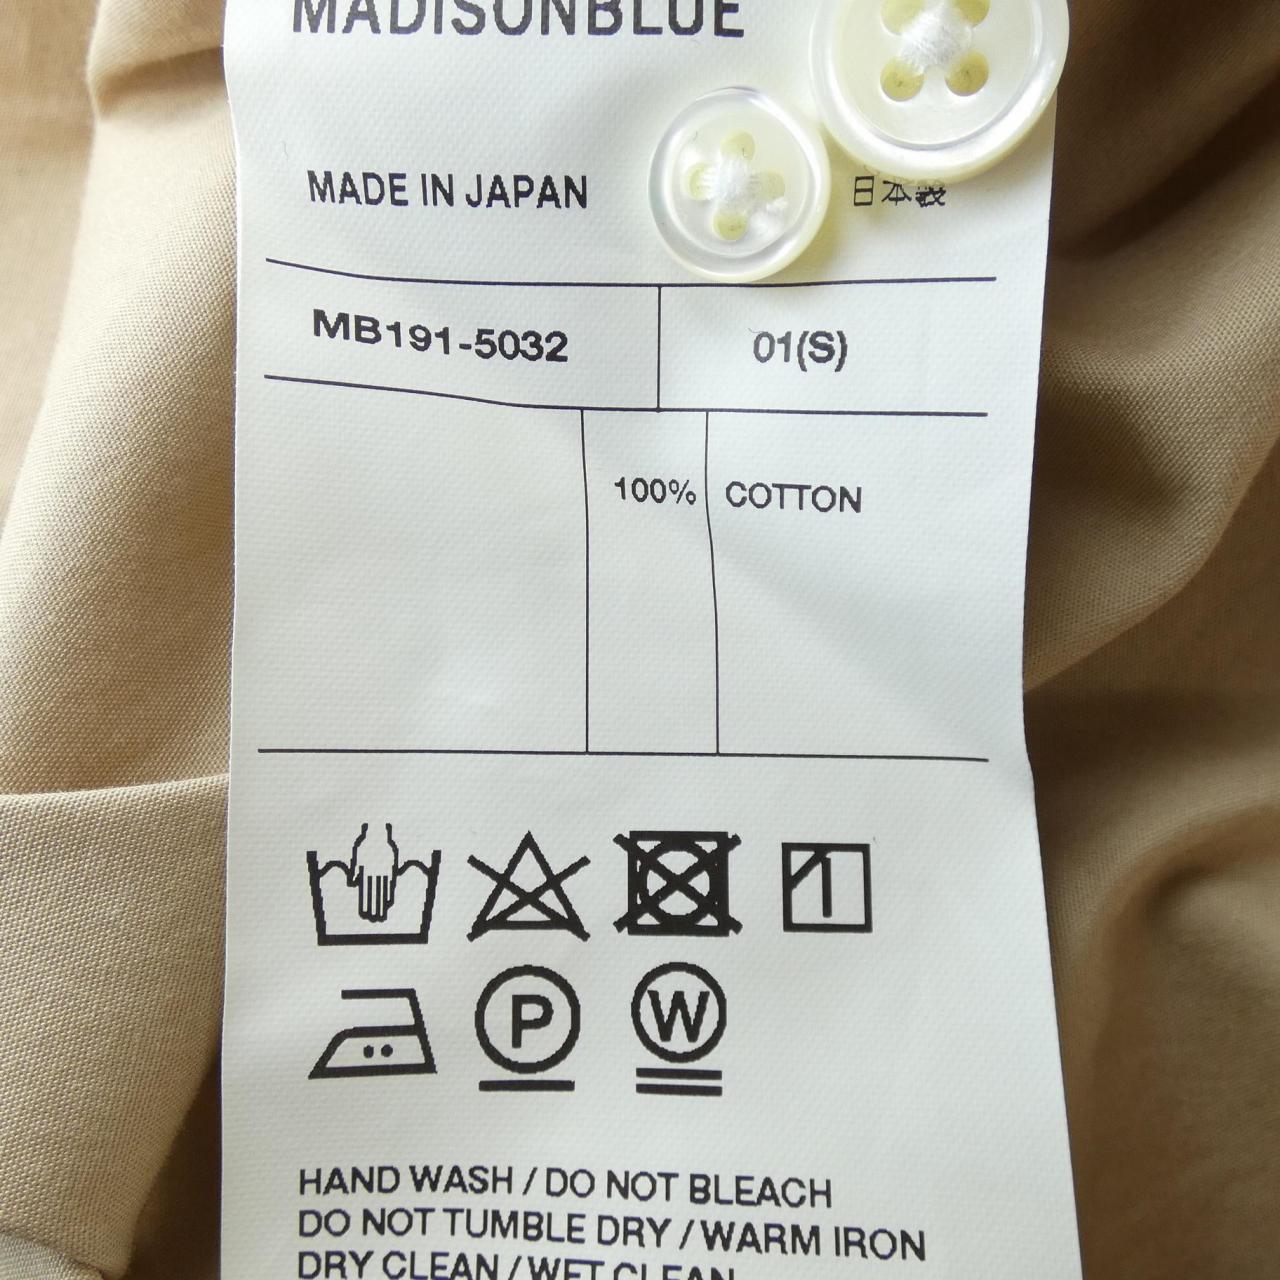 MADISONBLUE
MADE IN JAPAN 日本製
MB191-5032 01(S)
100% COTTON
P W
HAND WASH / DO NOT BLEACH
DO NOT TUMBLE DRY / WARM IRON
DRY CLEAN / WET CLEAN